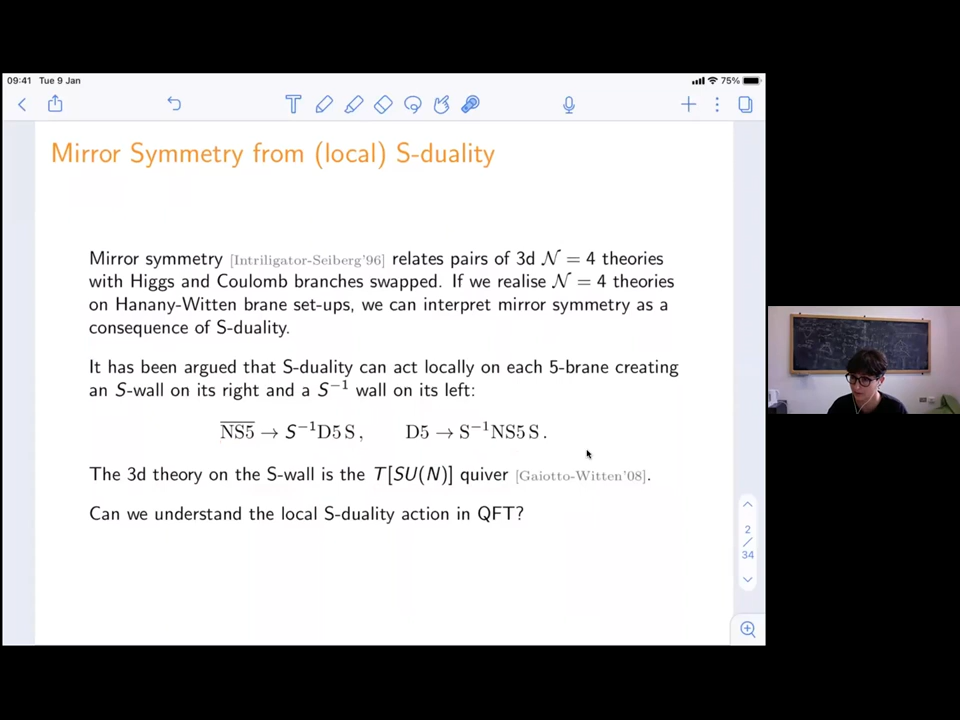 09:41 Tue 9 Jan 75%
Mirror Symmetry from (local) S-duality
Mirror symmetry [Intriligator-Seiberg'96] relates pairs of 3d 𝒩 = 4 theories
with Higgs and Coulomb branches swapped. If we realise 𝒩 = 4 theories
on Hanany-Witten brane set-ups, we can interpret mirror symmetry as a
consequence of S-duality.
It has been argued that S-duality can act locally on each 5-brane creating
an S-wall on its right and a S⁻¹ wall on its left:
N̅S̅5̅ → S⁻¹D5 S , D5 → S⁻¹NS5 S .
The 3d theory on the S-wall is the T[SU(N)] quiver [Gaiotto-Witten'08].
Can we understand the local S-duality action in QFT?
2
/
34